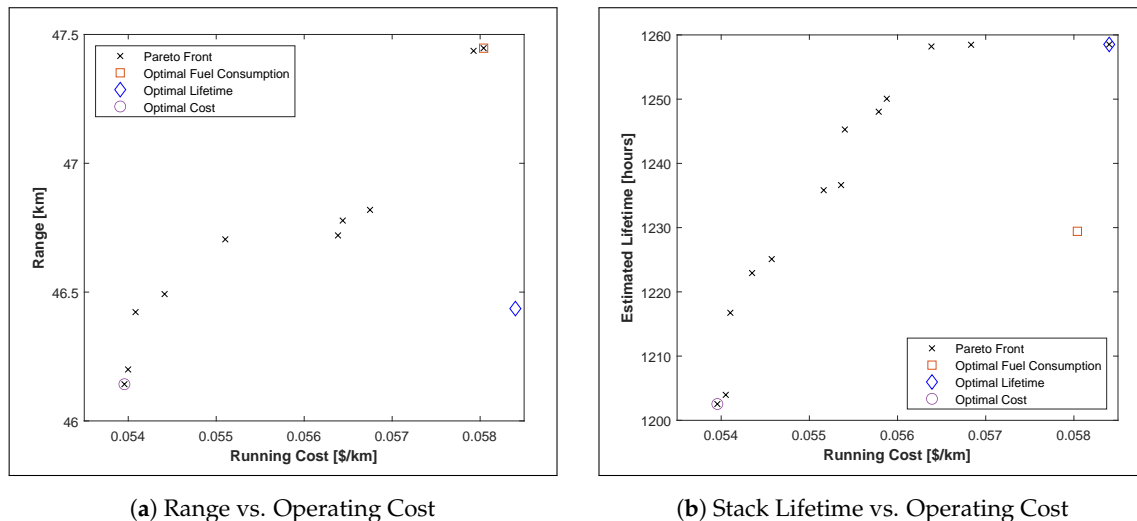 47.5
47
46.5
46
Range [km]
Pareto Front
Optimal Fuel Consumption
Optimal Lifetime
Optimal Cost
0.054 0.055 0.056 0.057 0.058
Running Cost [$/km]
(a) Range vs. Operating Cost
1260
1250
1240
1230
1220
1210
1200
Estimated Lifetime [hours]
Pareto Front
Optimal Fuel Consumption
Optimal Lifetime
Optimal Cost
0.054 0.055 0.056 0.057 0.058
Running Cost [$/km]
(b) Stack Lifetime vs. Operating Cost